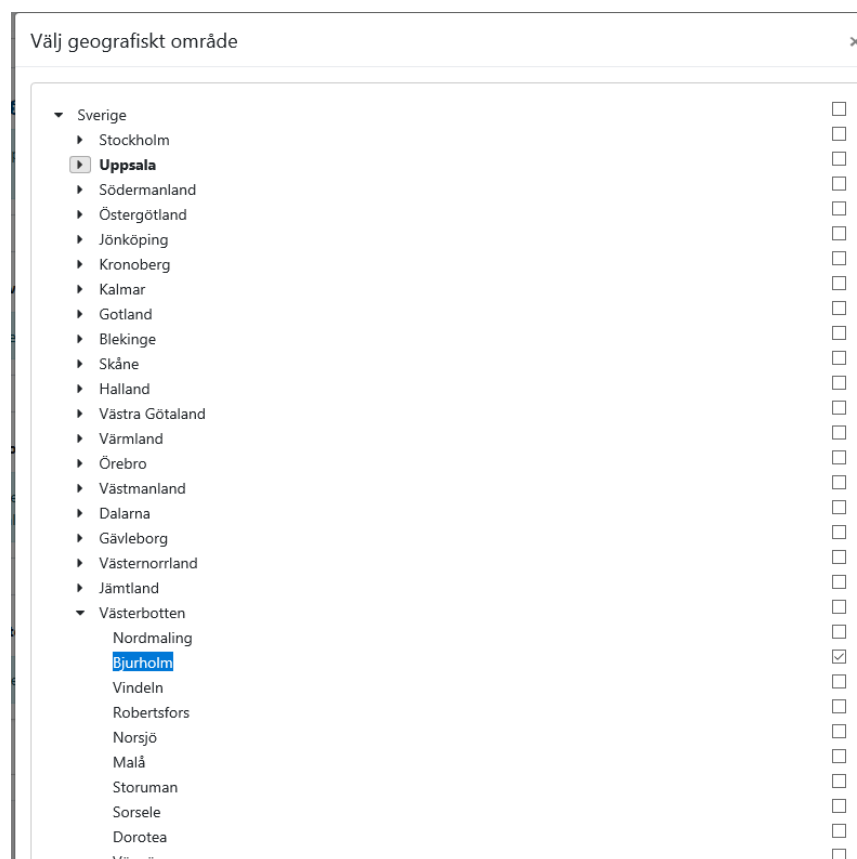 Välj geografiskt område
Sverige
Stockholm
Uppsala
Södermanland
Östergötland
Jönköping
Kronoberg
Kalmar
Gotland
Blekinge
Skåne
Halland
Västra Götaland
Värmland
Örebro
Västmanland
Dalarna
Gävleborg
Västernorrland
Jämtland
Västerbotten
Nordmaling
Bjurholm
Vindeln
Robertsfors
Norsjö
Malå
Storuman
Sorsele
Dorotea